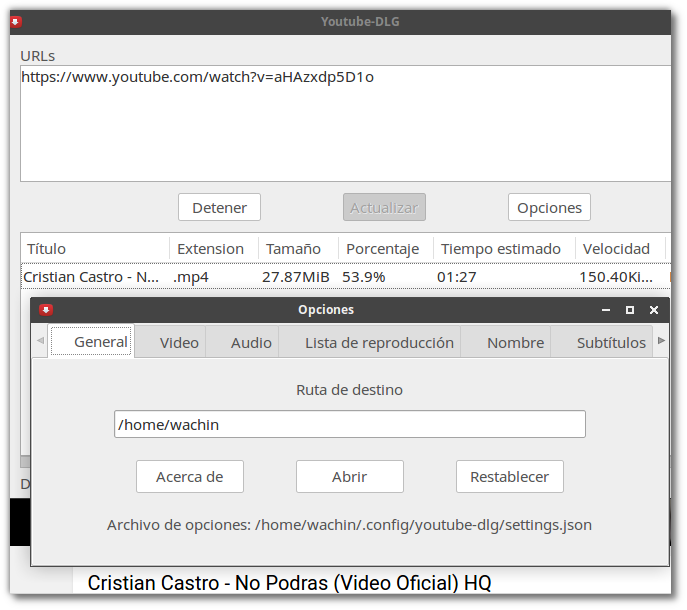 Youtube-DLG
URLs
https://www.youtube.com/watch?v=aHAzxdp5D1o
Detener Actualizar Opciones
Título Extension Tamaño Porcentaje Tiempo estimado Velocidad
Cristian Castro - N... .mp4 27.87MiB 53.9% 01:27 150.40Ki...
Opciones
General Video Audio Lista de reproducción Nombre Subtítulos
Ruta de destino
/home/wachin
Acerca de Abrir Restablecer
D
Archivo de opciones: /home/wachin/.config/youtube-dlg/settings.json
Cristian Castro - No Podras (Video Oficial) HQ